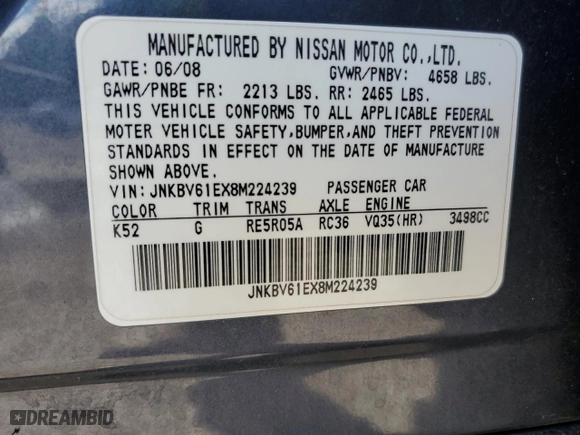 MANUFACTURED BY NISSAN MOTOR CO.,LTD.
DATE: 06/08 GVWR/PNBV: 4658 LBS.
GAWR/PNBE FR: 2213 LBS. RR: 2465 LBS.
THIS VEHICLE CONFORMS TO ALL APPLICABLE FEDERAL
MOTER VEHICLE SAFETY,BUMPER,AND THEFT PREVENTION
STANDARDS IN EFFECT ON THE DATE OF MANUFACTURE
SHOWN ABOVE.
VIN: JNKBV61EX8M224239 PASSENGER CAR
COLOR TRIM TRANS AXLE ENGINE
K52 G RE5R05A RC36 VQ35(HR) 3498CC
JNKBV61EX8M224239
DREAMBID